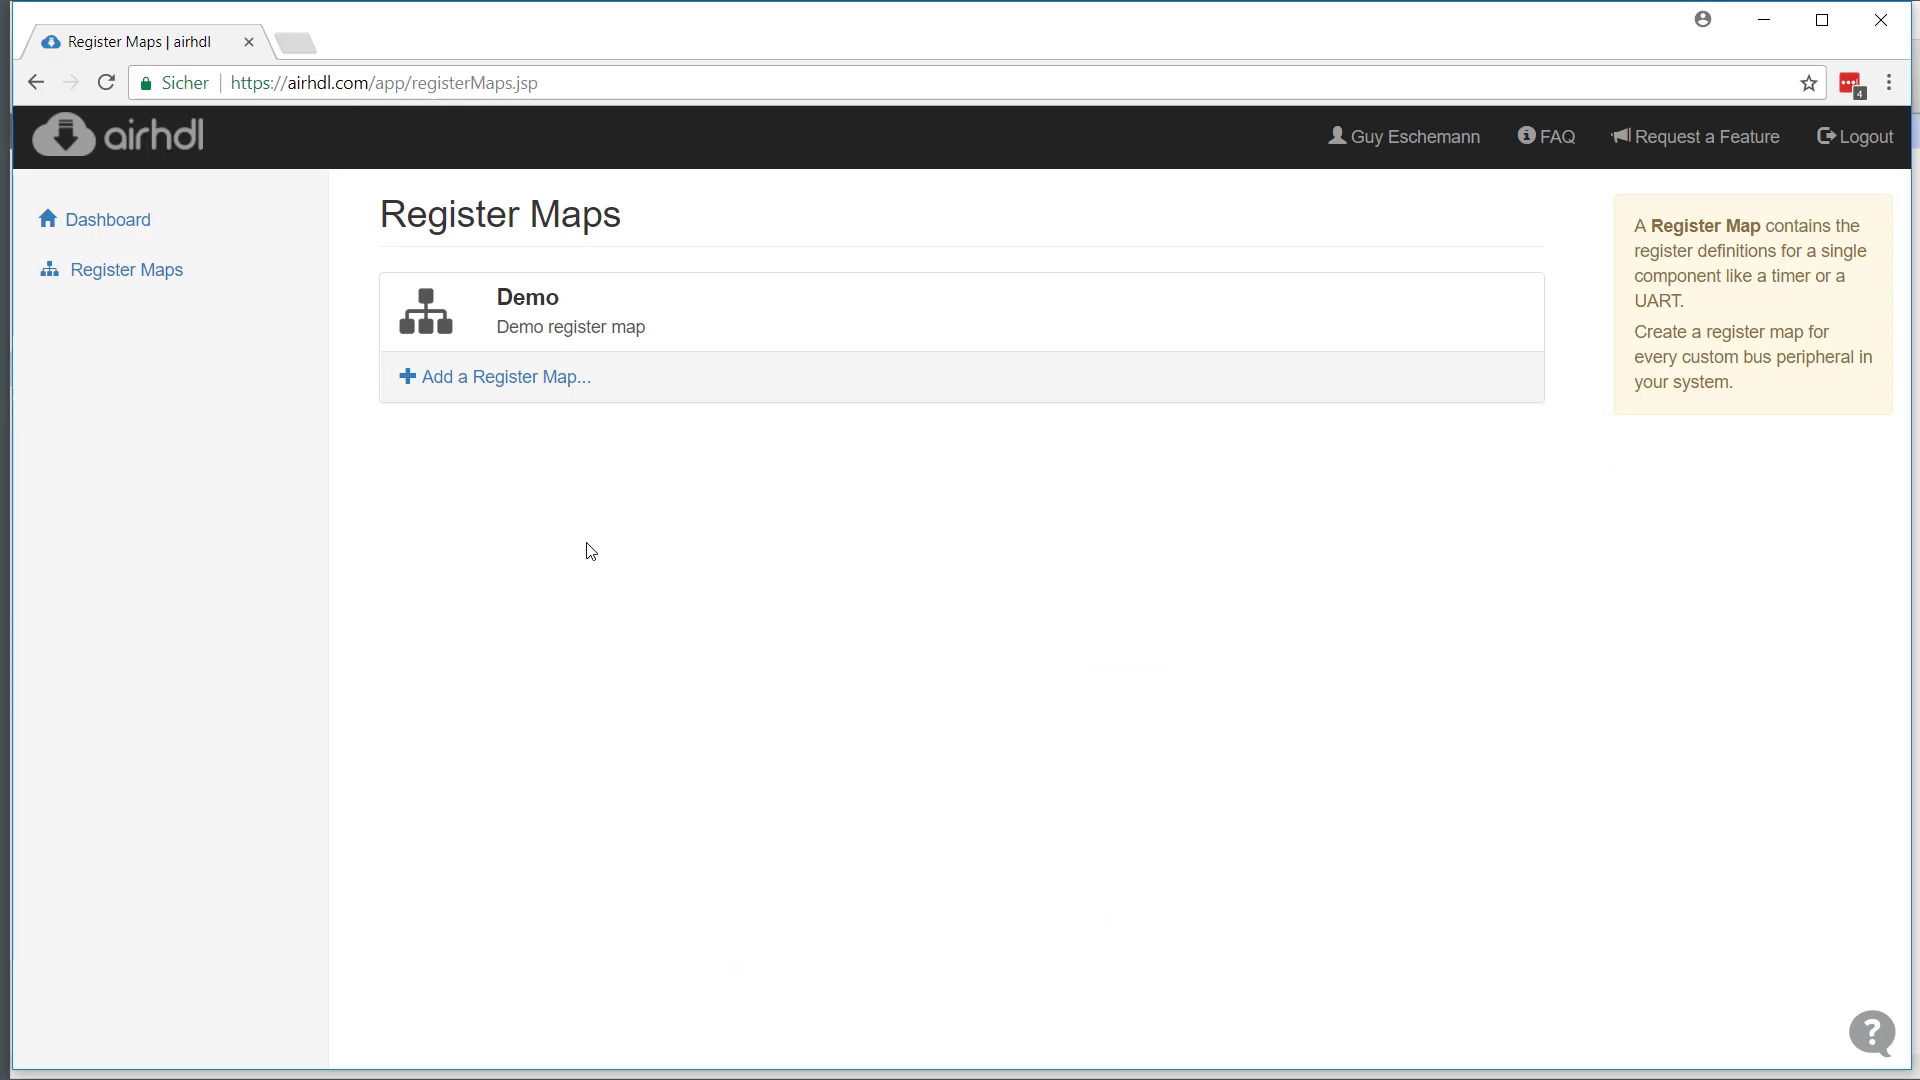 Register Maps | airhdl
Sicher
https://airhdl.com/app/registerMaps.jsp
4
airhdl
Guy Eschemann
FAQ
Request a Feature
Logout
Dashboard
Register Maps
Register Maps
Demo
Demo register map
Add a Register Map...
A Register Map contains the
register definitions for a single
component like a timer or a
UART.
Create a register map for
every custom bus peripheral in
your system.
?